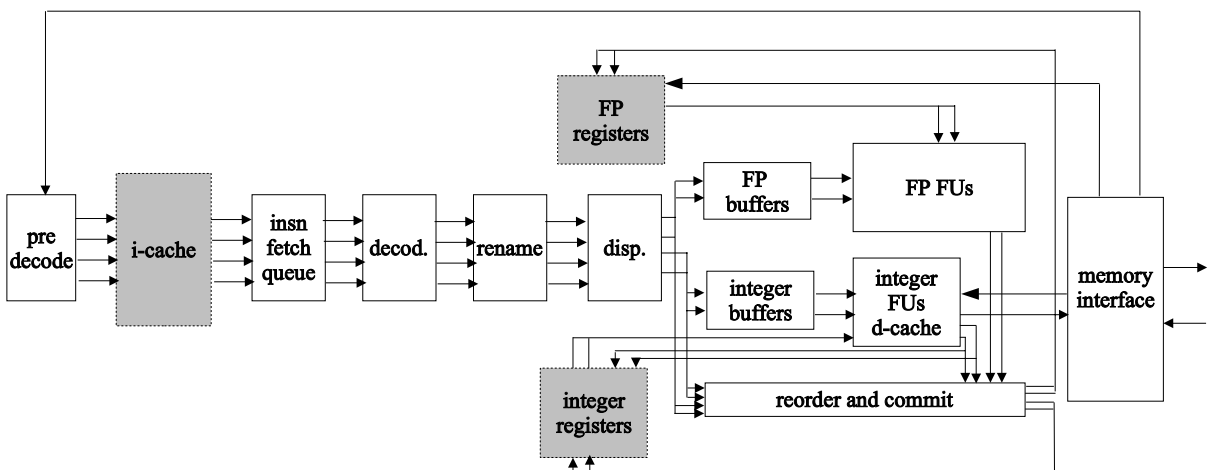 FP
registers
FP
buffers
FP FUs
pre
decode
i-cache
insn
fetch
queue
decod.
rename
disp.
integer
buffers
integer
FUs
d-cache
memory
interface
integer
registers
reorder and commit